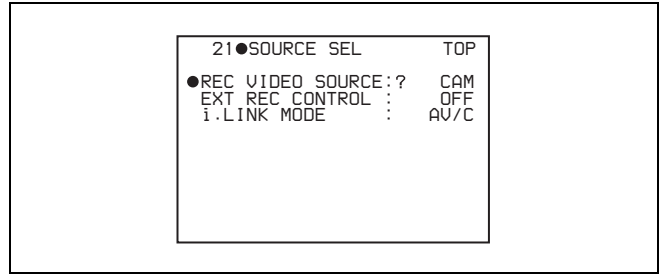 21●SOURCE SEL TOP
●REC VIDEO SOURCE:? CAM
EXT REC CONTROL : OFF
i.LINK MODE : AV/C